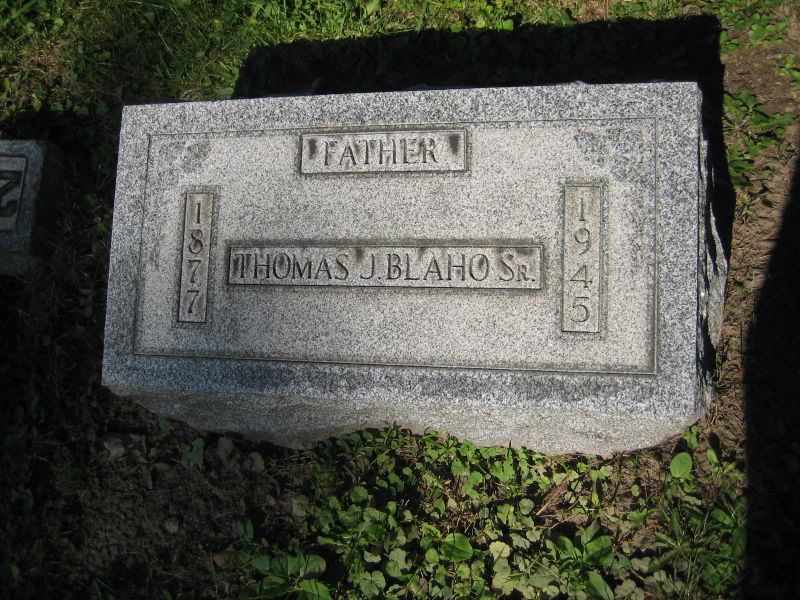 FATHER
1877
THOMAS J. BLAHO SR.
1945